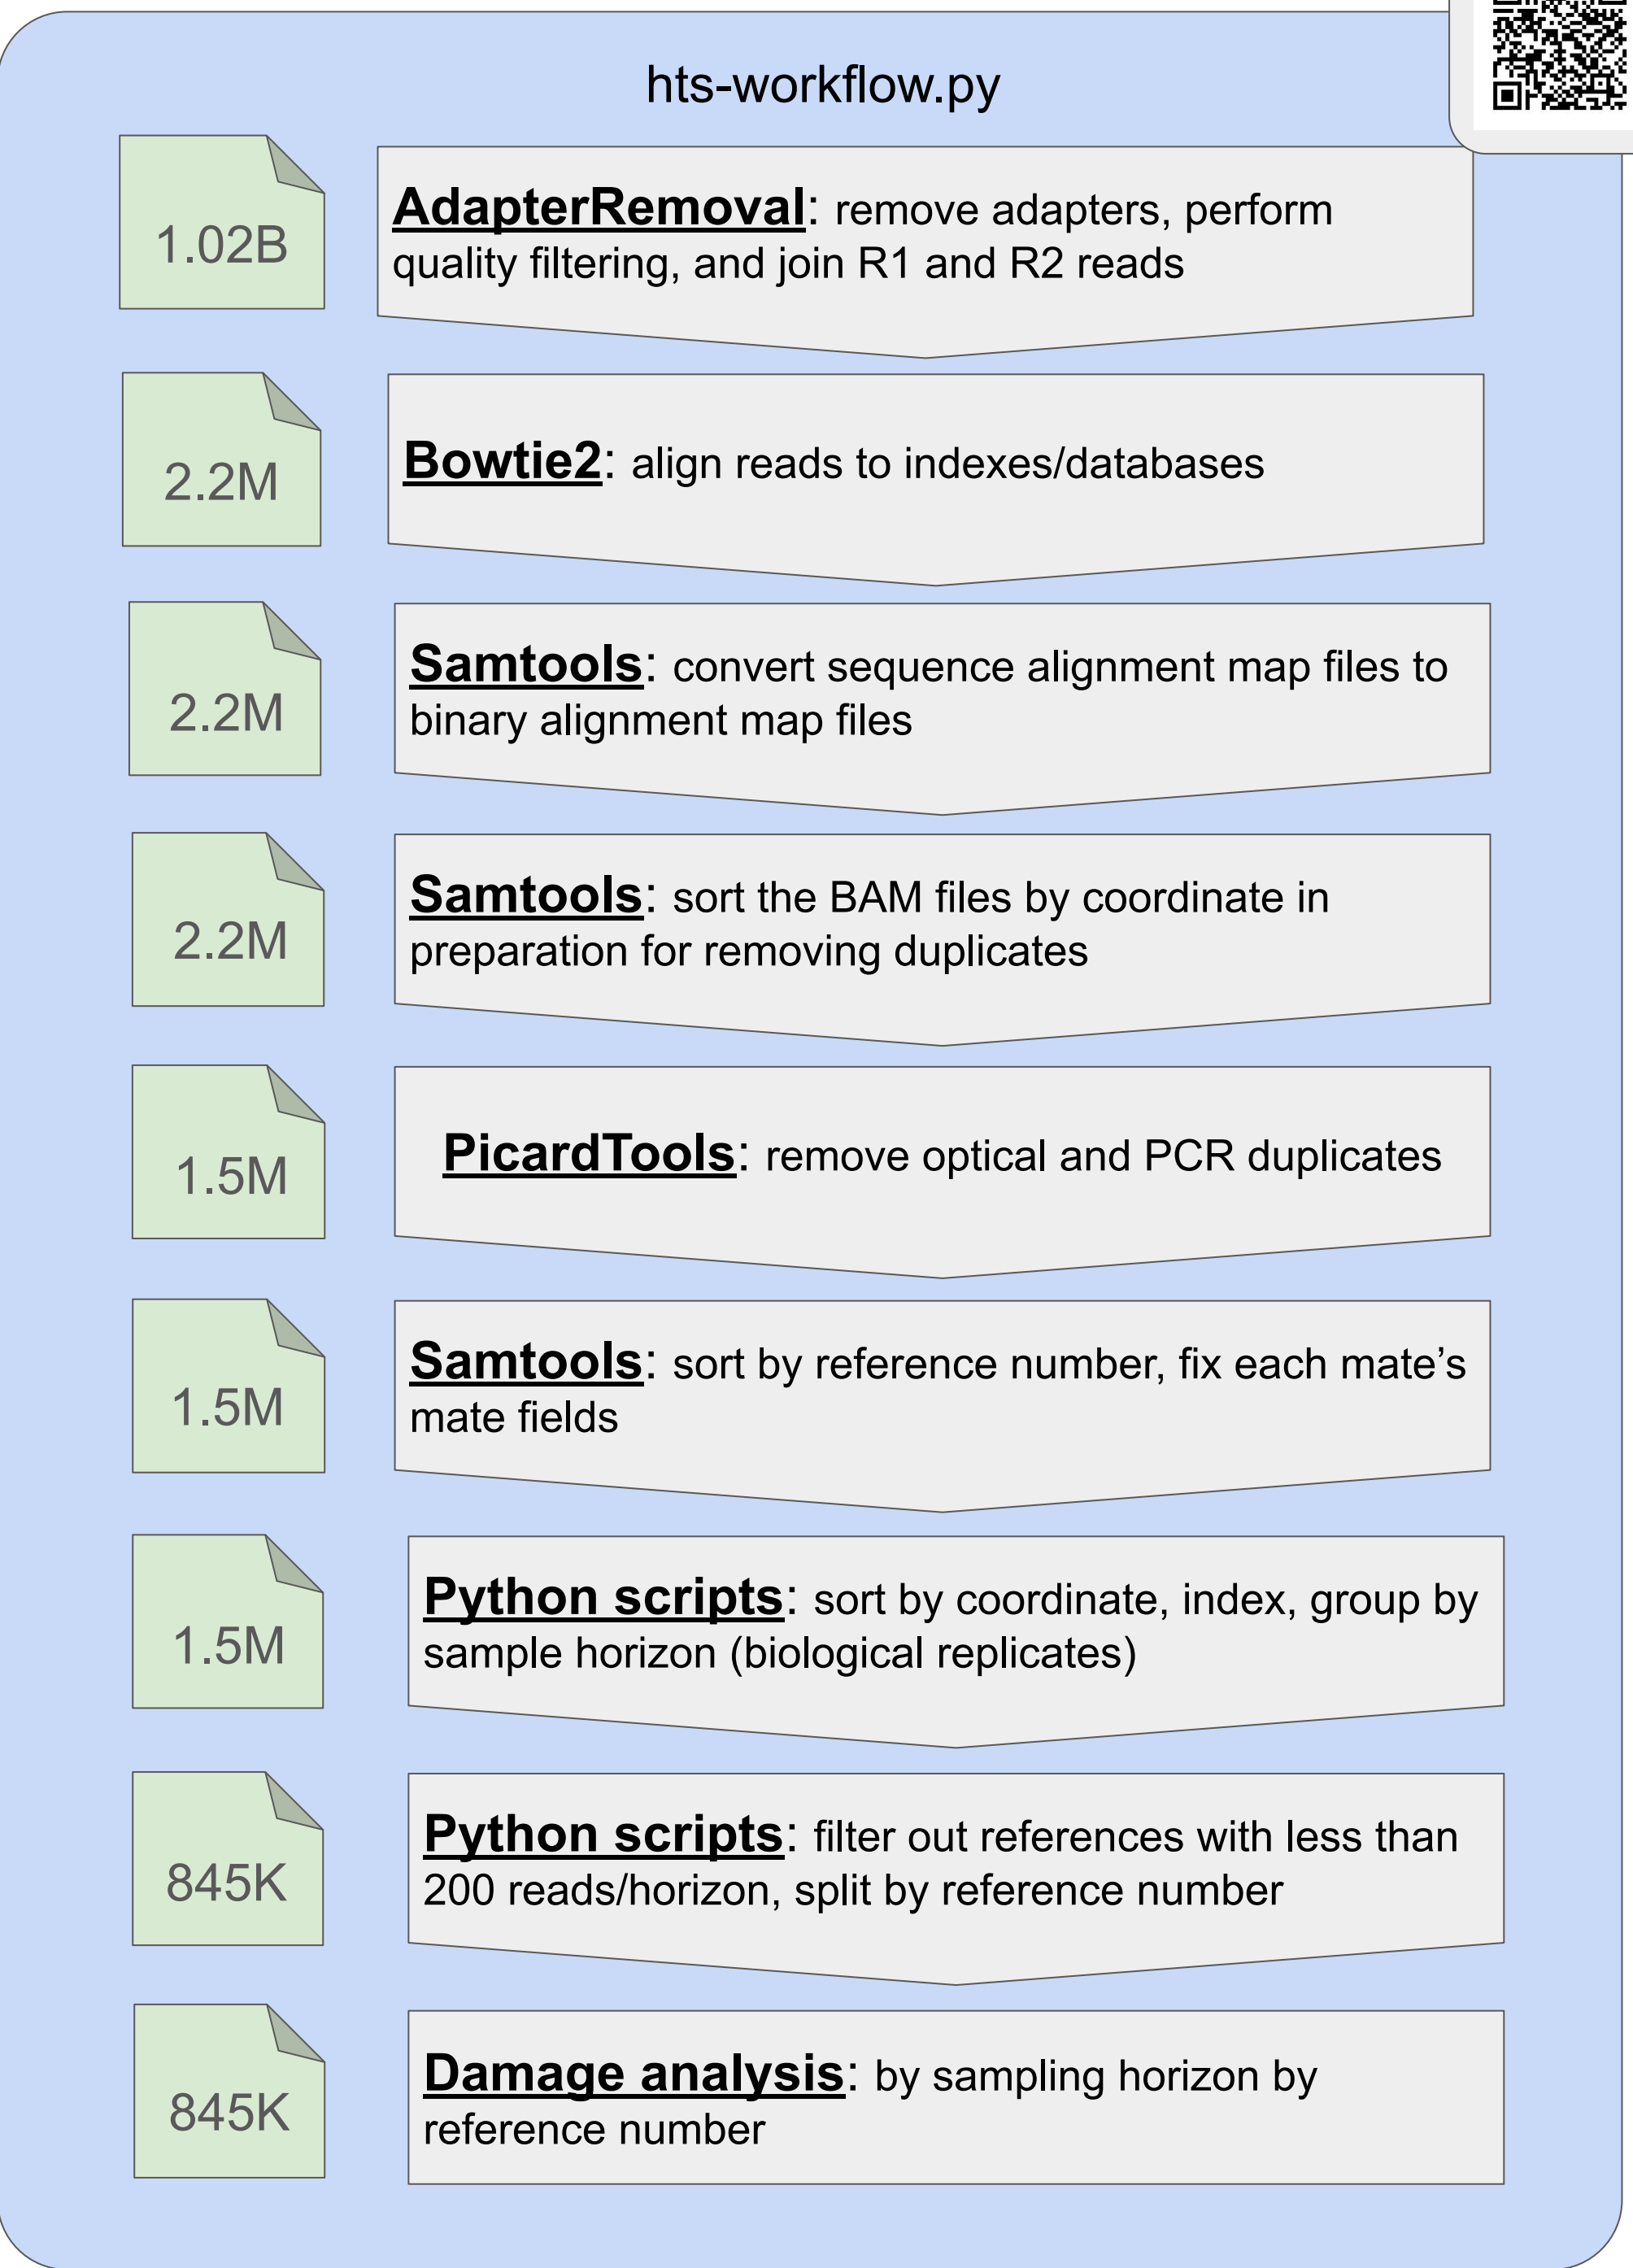 hts-workflow.py
1.02B
AdapterRemoval: remove adapters, perform
quality filtering, and join R1 and R2 reads
2.2M
Bowtie2: align reads to indexes/databases
2.2M
Samtools: convert sequence alignment map files to
binary alignment map files
2.2M
Samtools: sort the BAM files by coordinate in
preparation for removing duplicates
1.5M
PicardTools: remove optical and PCR duplicates
1.5M
Samtools: sort by reference number, fix each mate’s
mate fields
1.5M
Python scripts: sort by coordinate, index, group by
sample horizon (biological replicates)
845K
Python scripts: filter out references with less than
200 reads/horizon, split by reference number
845K
Damage analysis: by sampling horizon by
reference number